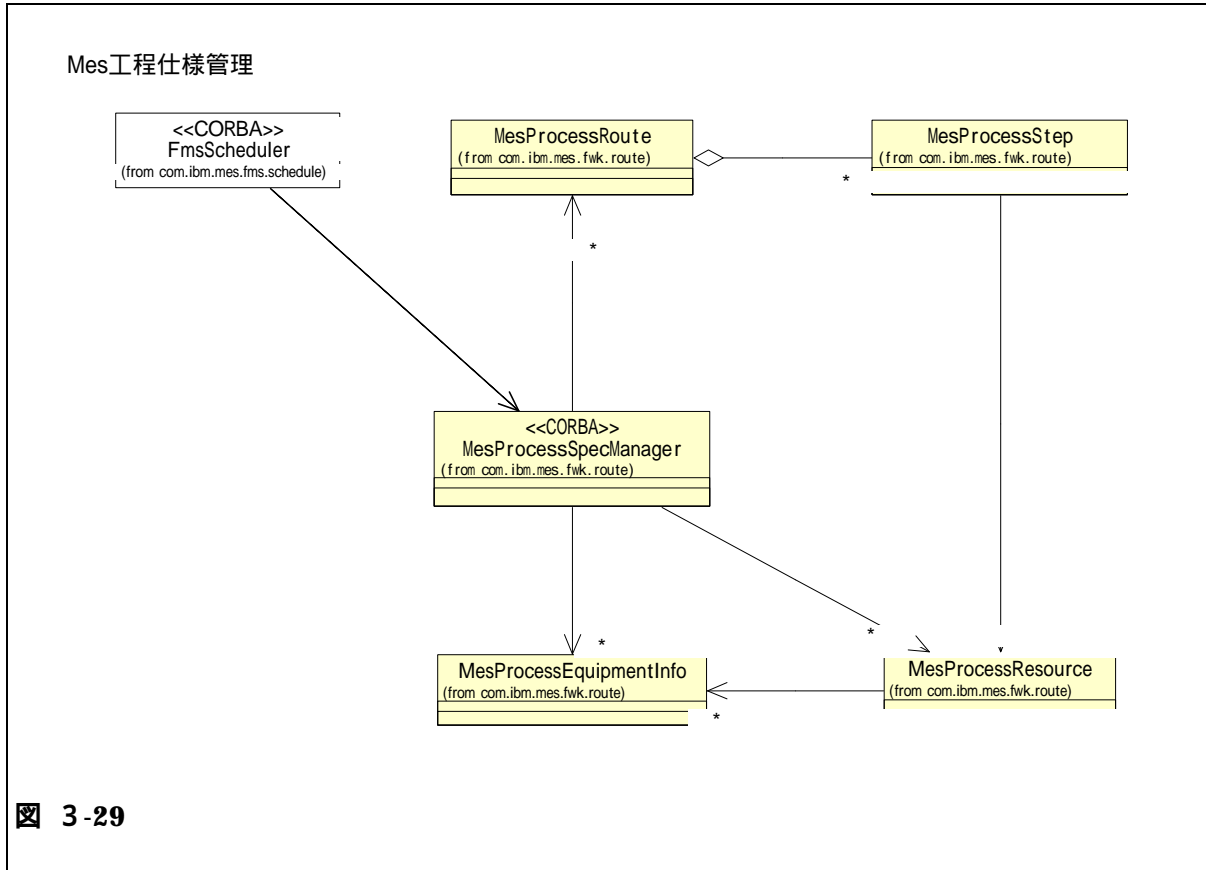 Mes工程仕様管理
<<CORBA>>
FmsScheduler
(from com.ibm.mes.fms.schedule)
MesProcessRoute
(from com.ibm.mes.fwk.route)
MesProcessStep
(from com.ibm.mes.fwk.route)
*
*
<<CORBA>>
MesProcessSpecManager
(from com.ibm.mes.fwk.route)
*
*
MesProcessEquipmentInfo
(from com.ibm.mes.fwk.route)
MesProcessResource
(from com.ibm.mes.fwk.route)
*
図 3-29